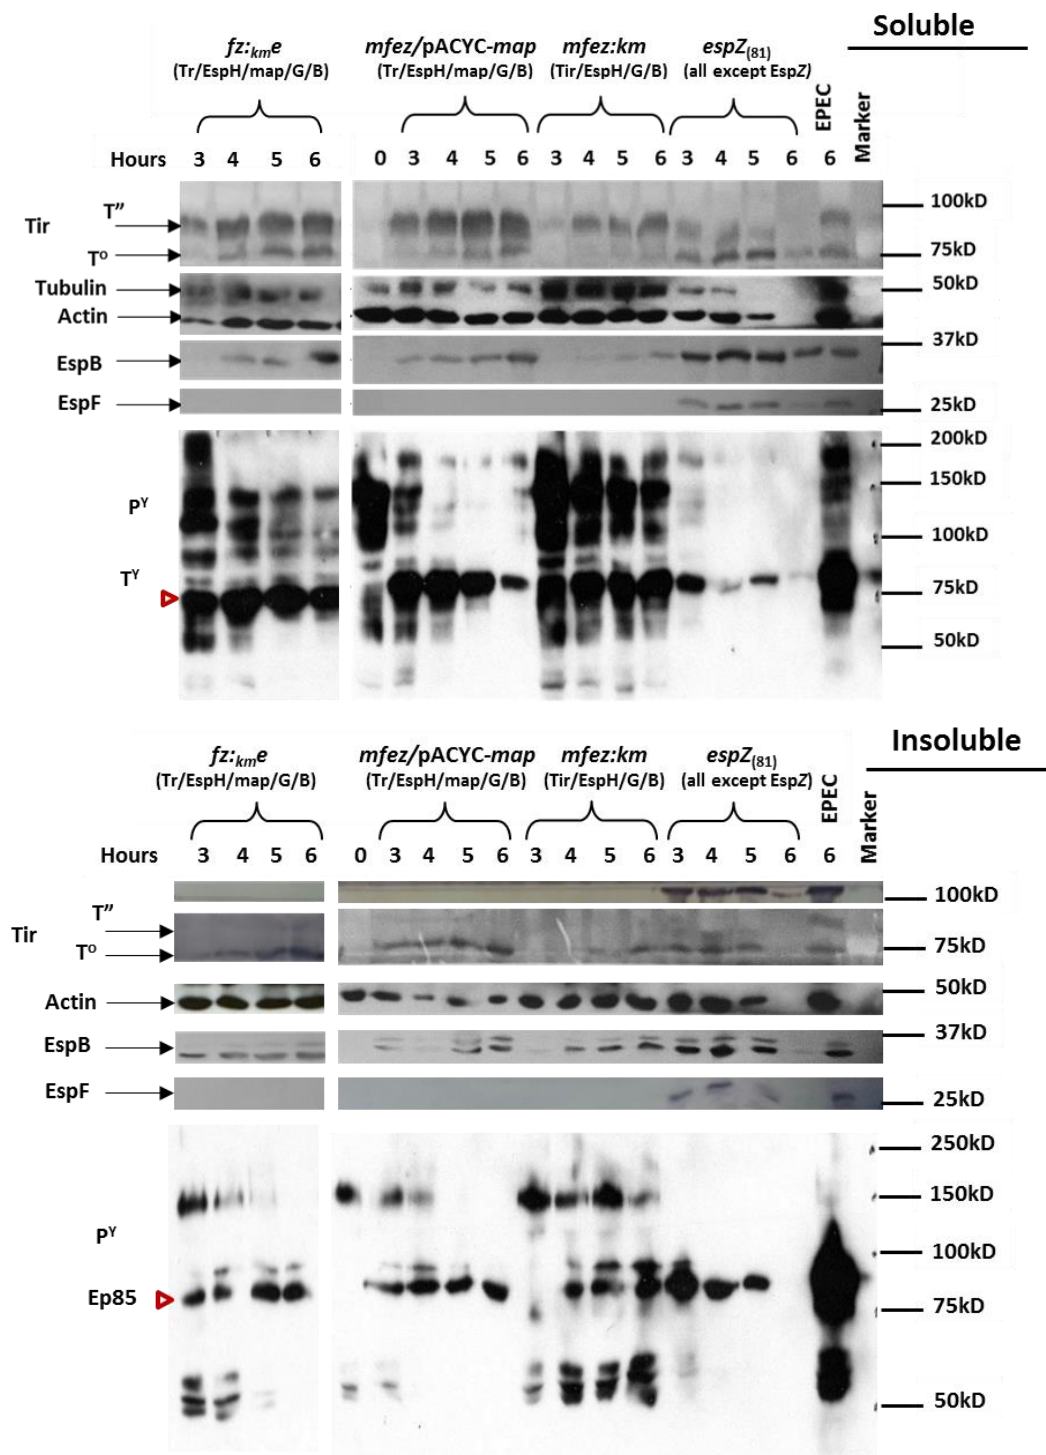 Soluble
fz:kme mfez/pACYC-map mfez:km espZ(81)
(Tr/EspH/map/G/B) (Tr/EspH/map/G/B) (Tir/EspH/G/B) (all except EspZ) EPEC Marker
Hours 3 4 5 6 0 3 4 5 6 3 4 5 6 3 4 5 6 6
100kD
T”
Tir
Tº 75kD
Tubulin 50kD
Actin
37kD
EspB
EspF 25kD
200kD
150kD
Pʸ
100kD
Tʸ
75kD
50kD
Insoluble
fz:kme mfez/pACYC-map mfez:km espZ(81)
(Tr/EspH/map/G/B) (Tr/EspH/map/G/B) (Tir/EspH/G/B) (all except EspZ) EPEC Marker
Hours 3 4 5 6 0 3 4 5 6 3 4 5 6 3 4 5 6 6
100kD
T”
Tir
Tº 75kD
Actin 50kD
37kD
EspB
EspF 25kD
250kD
150kD
Pʸ
100kD
Ep85
75kD
50kD